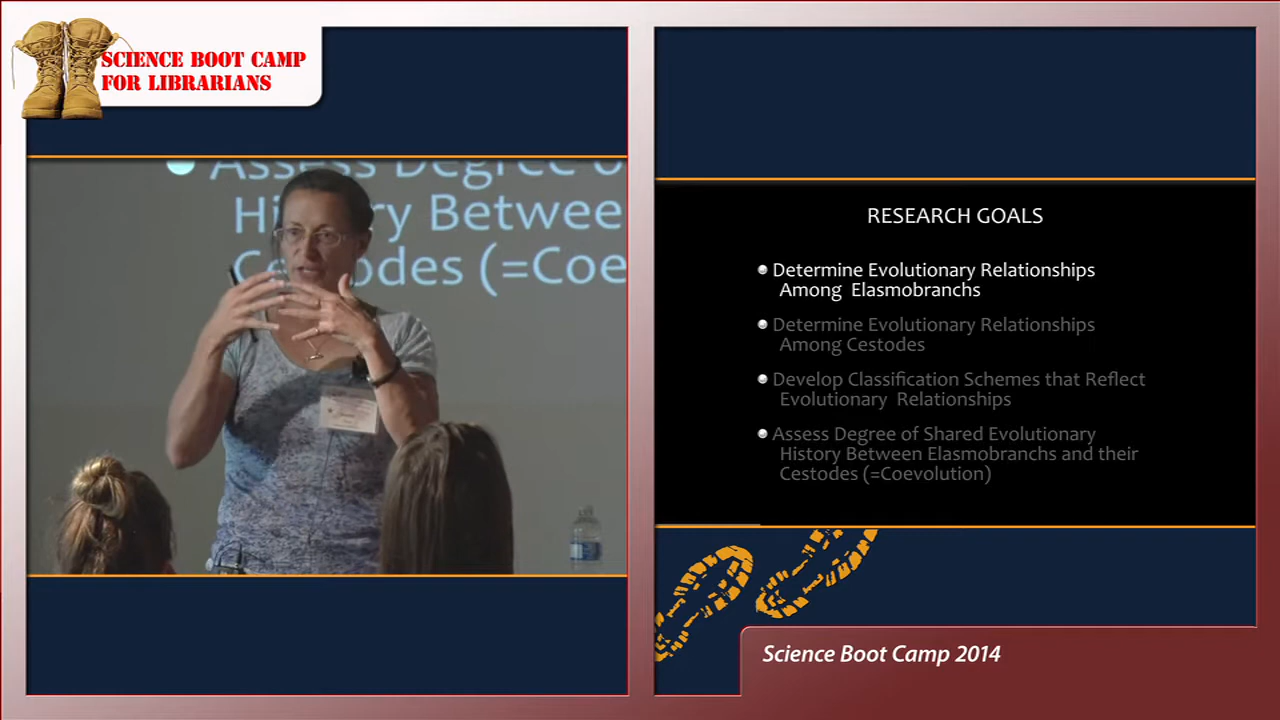 SCIENCE BOOT CAMP
FOR LIBRARIANS
Assess Degree o
History Betwee
Cestodes (=Coe
RESEARCH GOALS
Determine Evolutionary Relationships
Among Elasmobranchs
Determine Evolutionary Relationships
Among Cestodes
Develop Classification Schemes that Reflect
Evolutionary Relationships
Assess Degree of Shared Evolutionary
History Between Elasmobranchs and their
Cestodes (=Coevolution)
Science Boot Camp 2014